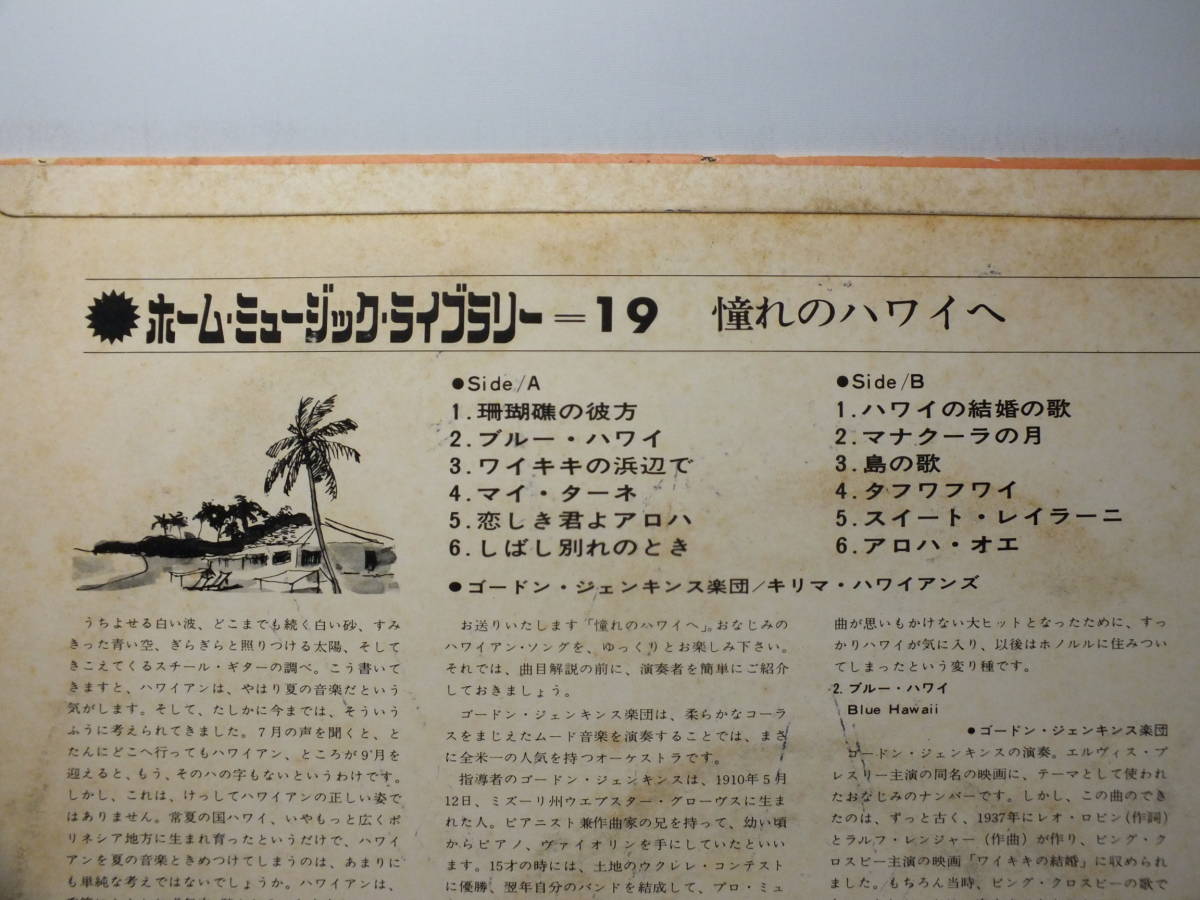 ホーム・ミュージック・ライブラリー=19 憧れのハワイへ
●Side/A
1.珊瑚礁の彼方
2.ブルー・ハワイ
3.ワイキキの浜辺で
4.マイ・ターネ
5.恋しき君よアロハ
6.しばし別れのとき
●Side/B
1.ハワイの結婚の歌
2.マナクーラの月
3.島の歌
4.タフワフワイ
5.スイート・レイラーニ
6.アロハ・オエ
●ゴードン・ジェンキンス楽団/キリマ・ハワイアンズ
うちよせる白い波、どこまでも続く白い砂、すみ
きった青い空、ぎらぎらと照りつける太陽、そして
きこえてくるスチール・ギターの調べ。こう書いて
きますと、ハワイアンは、やはり夏の音楽だという
気がします。そして、たしかに今までは、そういう
ふうに考えられてきました。7月の声を聞くと、と
たんにどこへ行ってもハワイアン、ところが9月を
迎えると、もう、そのハの字もないというわけです。
しかし、これは、けっしてハワイアンの正しい姿で
はありません。常夏の国ハワイ、いやもっと広くポ
リネシア地方に生まれ育ったというだけで、ハワイ
アンを夏の音楽ときめつけてしまうのは、あまりに
も単純な考えではないでしょうか。ハワイアンは、
お送りいたします「憧れのハワイへ」。おなじみの
ハワイアン・ソングを、ゆっくりとお楽しみ下さい。
それでは、曲目解説の前に、演奏者を簡単にご紹介
しておきましょう。
ゴードン・ジェンキンス楽団は、柔らかなコーラ
スをまじえたムード音楽を演奏することでは、まさ
に全米一の人気を持つオーケストラです。
指導者のゴードン・ジェンキンスは、1910年5月
12日、ミズーリ州ウエブスター・グローヴスに生ま
れた人。ピアニスト兼作曲家の兄を持って、幼い頃
からピアノ、ヴァイオリンを手にしていたといい
ます。15才の時には、土地のウクレレ・コンテスト
に優勝、翌年自分のバンドを結成して、プロ・ミュ
曲が思いもかけない大ヒットとなったために、すっ
かりハワイが気に入り、以後はホノルルに住みつい
てしまったという変り種です。
2. ブルー・ハワイ
Blue Hawaii
●ゴードン・ジェンキンス楽団
ゴードン・ジェンキンスの演奏。エルヴィス・プ
レスリー主演の同名の映画に、テーマとして使われ
たおなじみのナンバーです。しかし、この曲のでき
たのは、ずっと古く、1937年にレオ・ロビン(作詞)
とラルフ・レンジャー(作曲)が作り、ビング・ク
ロスビー主演の映画「ワイキキの結婚」に収められ
ました。もちろん当時、ビング・クロスビーの歌で